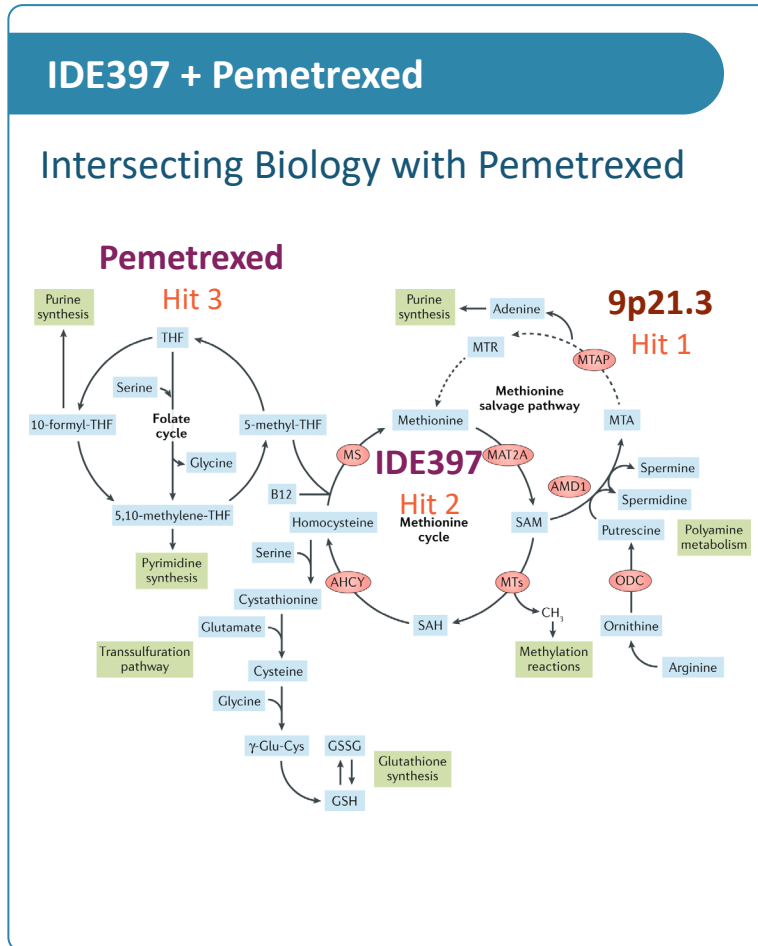 IDE397 + Pemetrexed
Intersecting Biology with Pemetrexed
Pemetrexed
Hit 3
9p21.3
Hit 1
Purine
synthesis
THF
Serine
10-formyl-THF
Folate
cycle
5-methyl-THF
Glycine
5,10-methylene-THF
Pyrimidine
synthesis
Purine
synthesis
Adenine
MTR
MTAP
Methionine
salvage pathway
Methionine
MTA
MS
IDE397
Hit 2
MAT2A
Methionine
cycle
B12
Homocysteine
SAM
AMD1
Spermine
Spermidine
Putrescine
Polyamine
metabolism
Serine
AHCY
MTs
ODC
Cystathionine
SAH
CH3
Ornithine
Glutamate
Transsulfuration
pathway
Methylation
reactions
Arginine
Cysteine
Glycine
γ-Glu-Cys
GSSG
Glutathione
synthesis
GSH